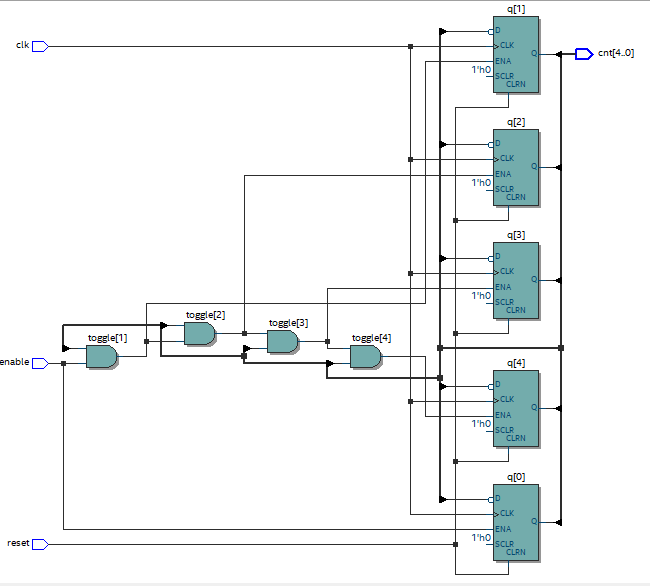 q[1]
clk
D
CLK
ENA
1'h0
SCLR
CLRN
Q
cnt[4..0]
q[2]
D
CLK
ENA
1'h0
SCLR
CLRN
Q
q[3]
D
CLK
ENA
1'h0
SCLR
CLRN
Q
toggle[1]
toggle[2]
toggle[3]
toggle[4]
enable
q[4]
D
CLK
ENA
1'h0
SCLR
CLRN
Q
q[0]
D
CLK
ENA
1'h0
SCLR
CLRN
Q
reset